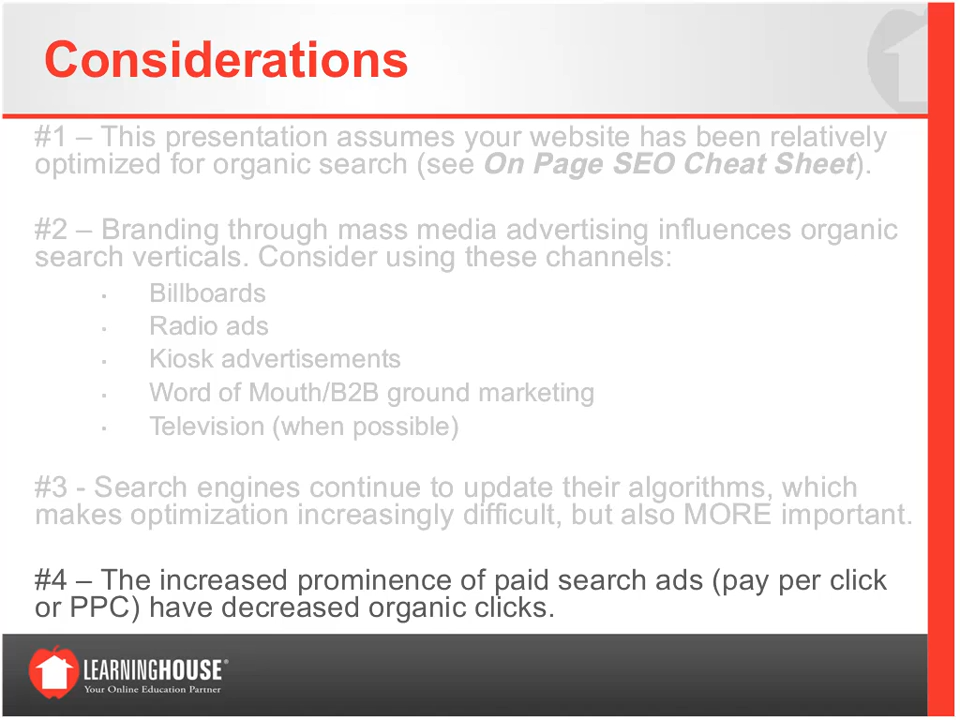 Considerations
#1 – This presentation assumes your website has been relatively
optimized for organic search (see On Page SEO Cheat Sheet).
#2 – Branding through mass media advertising influences organic
search verticals. Consider using these channels:
• Billboards
• Radio ads
• Kiosk advertisements
• Word of Mouth/B2B ground marketing
• Television (when possible)
#3 - Search engines continue to update their algorithms, which
makes optimization increasingly difficult, but also MORE important.
#4 – The increased prominence of paid search ads (pay per click
or PPC) have decreased organic clicks.
LEARNINGHOUSE®
Your Online Education Partner